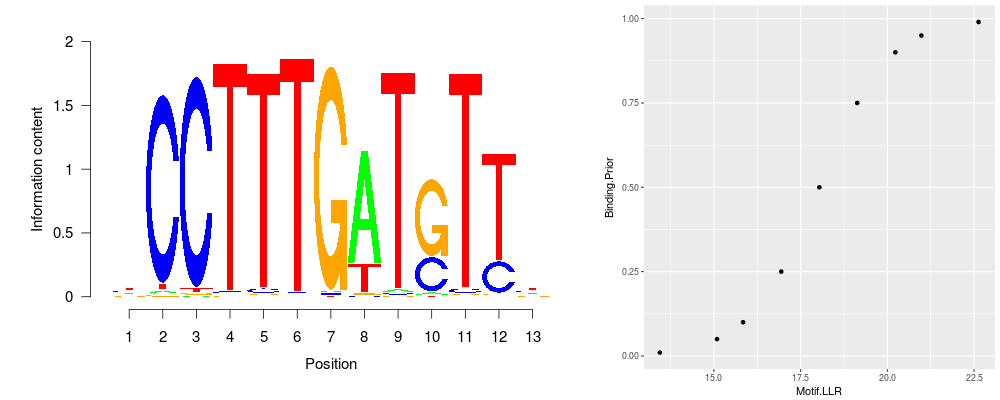 Information content
2
1.5
1
0.5
0
CCTTTGATGTT
TCC
1 2 3 4 5 6 7 8 9 10 11 12 13
Position
Binding.Prior
1.00
0.75
0.50
0.25
0.00
15.0 17.5 20.0 22.5
Motif.LLR